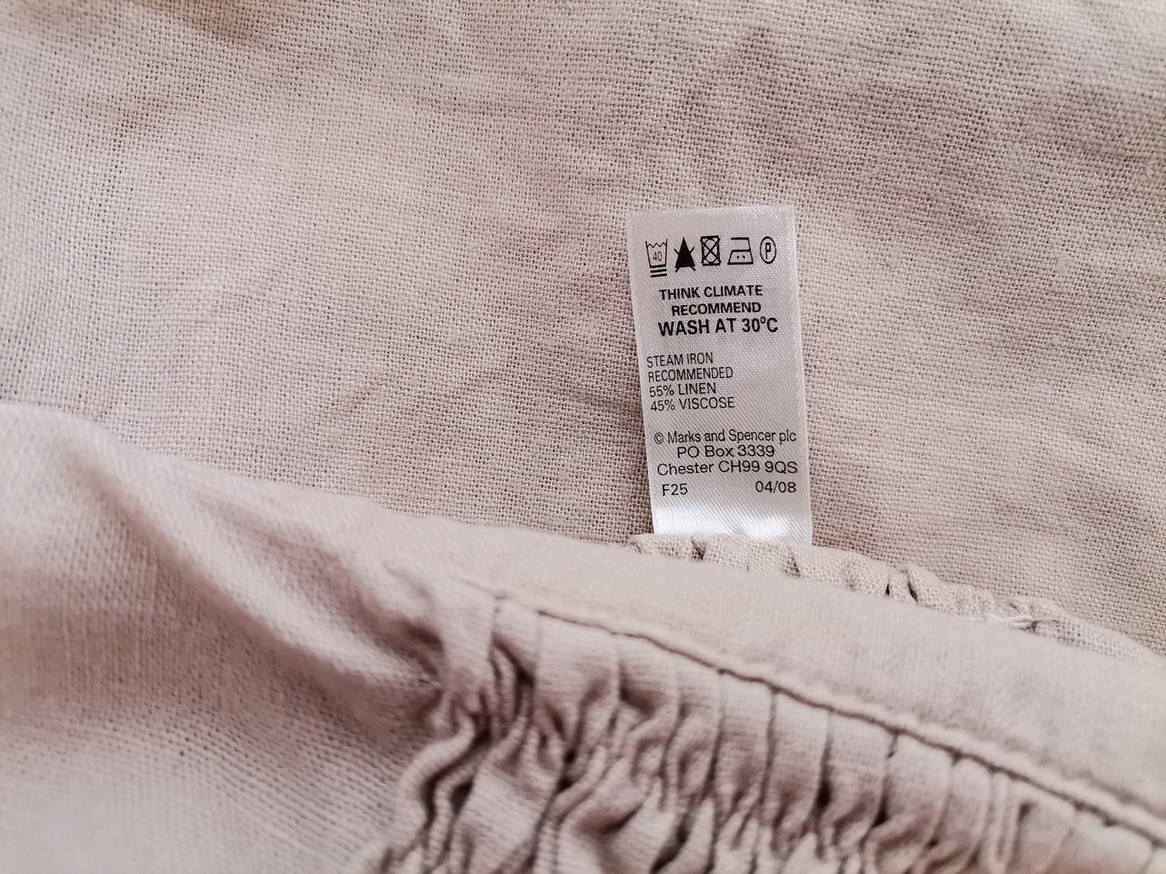 40
P
THINK CLIMATE
RECOMMEND
WASH AT 30°C
STEAM IRON
RECOMMENDED
55% LINEN
45% VISCOSE
© Marks and Spencer plc
PO Box 3339
Chester CH99 9QS
F25 04/08